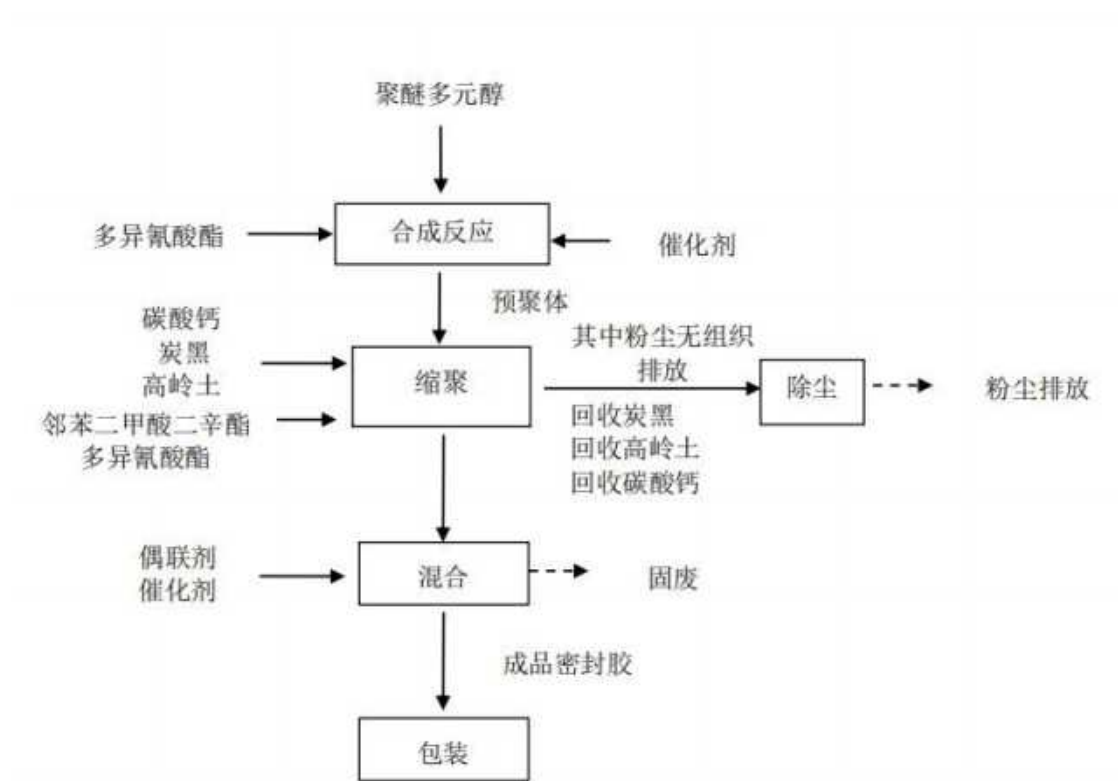 聚醚多元醇
多异氰酸酯
合成反应
催化剂
预聚体
碳酸钙
炭黑
高岭土
邻苯二甲酸二辛酯
多异氰酸酯
缩聚
其中粉尘无组织
排放
回收炭黑
回收高岭土
回收碳酸钙
除尘
粉尘排放
偶联剂
催化剂
混合
固废
成品密封胶
包装